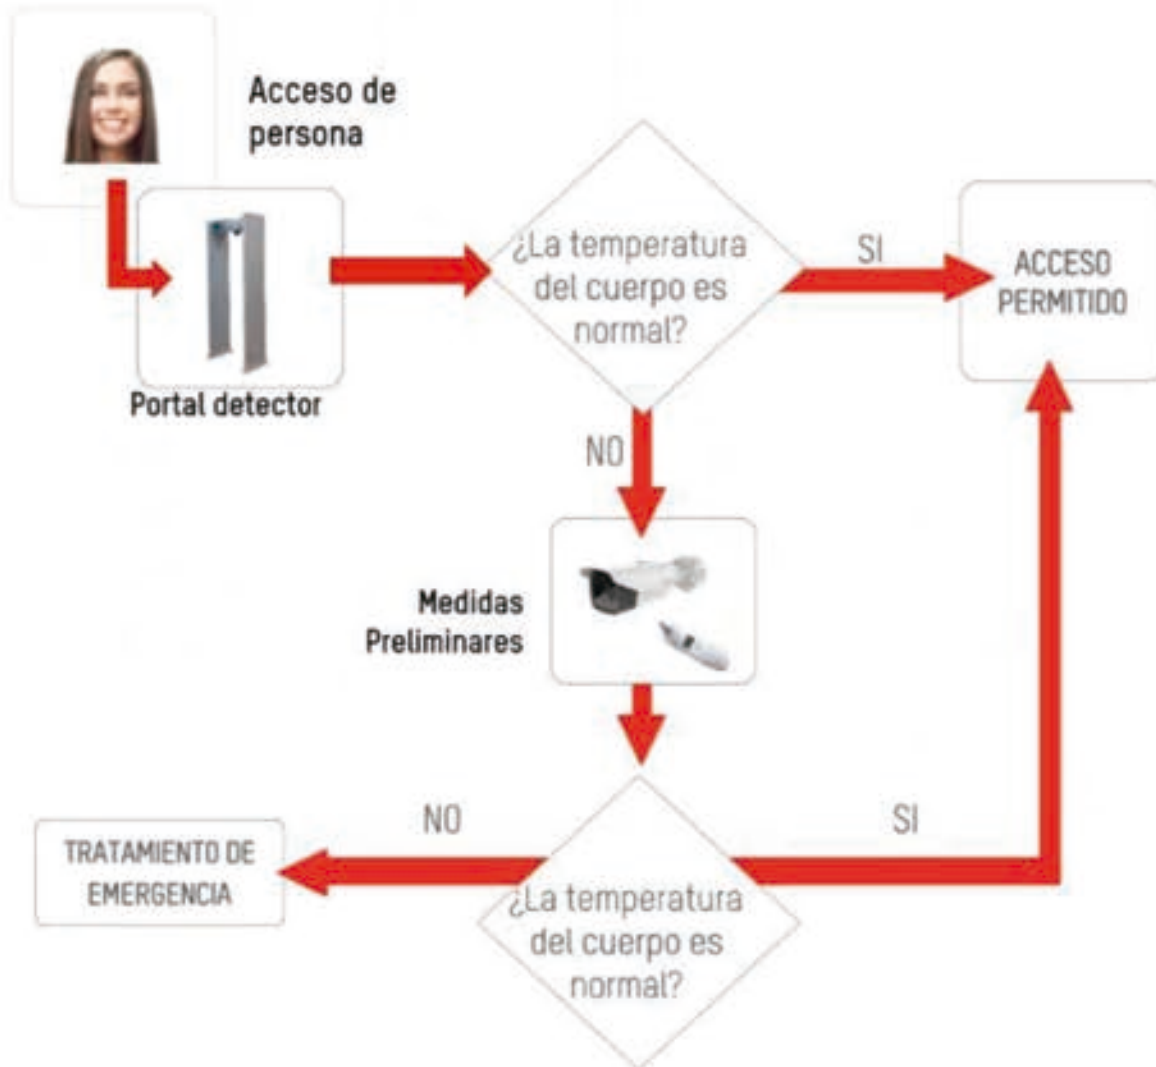 Acceso de
persona
Portal detector
¿La temperatura
del cuerpo es
normal?
SI
ACCESO
PERMITIDO
NO
Medidas
Preliminares
NO
SI
TRATAMIENTO DE
EMERGENCIA
¿La temperatura
del cuerpo es
normal?